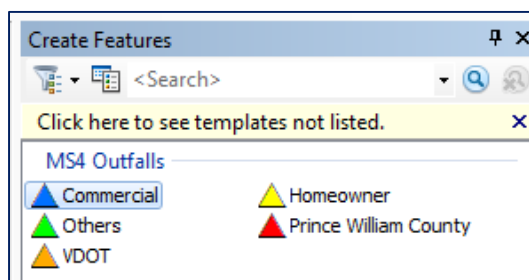 Create Features
<Search>
Click here to see templates not listed.
MS4 Outfalls
Commercial Homeowner
Others Prince William County
VDOT